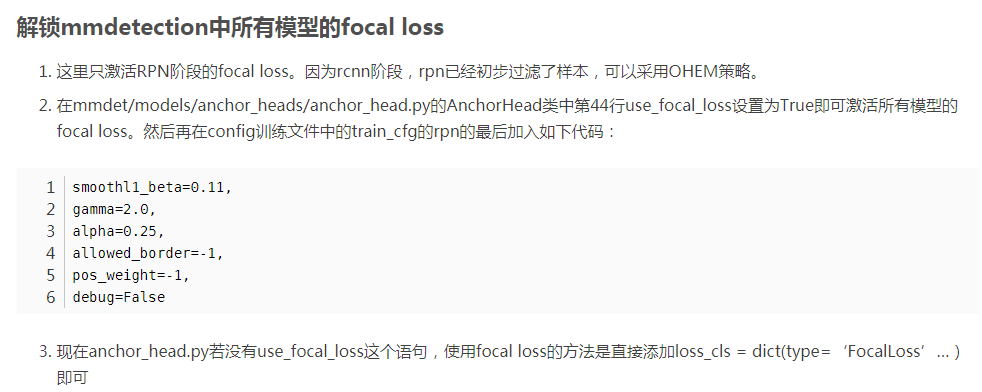 解锁mmdetection中所有模型的focal loss
1. 这里只激活RPN阶段的focal loss。因为rcnn阶段，rpn已经初步过滤了样本，可以采用OHEM策略。
2. 在mmdet/models/anchor_heads/anchor_head.py的AnchorHead类中第44行use_focal_loss设置为True即可激活所有模型的
focal loss。然后再在config训练文件中的train_cfg的rpn的最后加入如下代码：
1 smoothl1_beta=0.11,
2 gamma=2.0,
3 alpha=0.25,
4 allowed_border=-1,
5 pos_weight=-1,
6 debug=False
3. 现在anchor_head.py若没有use_focal_loss这个语句，使用focal loss的方法是直接添加loss_cls = dict(type=‘FocalLoss’... )
即可